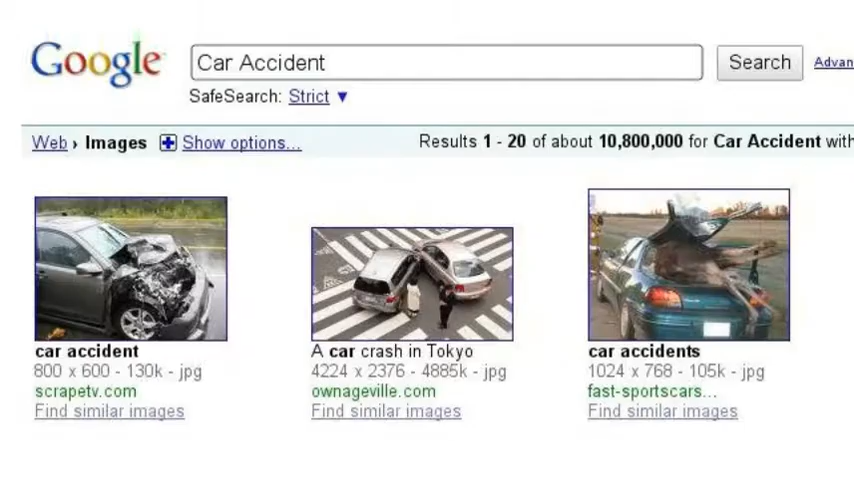 Google Car Accident Search Advan
SafeSearch: Strict ▼
Web › Images Show options... Results 1 - 20 of about 10,800,000 for Car Accident with
car accident
800 x 600 - 130k - jpg
scrapetv.com
Find similar images
A car crash in Tokyo
4224 x 2376 - 4885k - jpg
ownageville.com
Find similar images
car accidents
1024 x 768 - 105k - jpg
fast-sportscars...
Find similar images